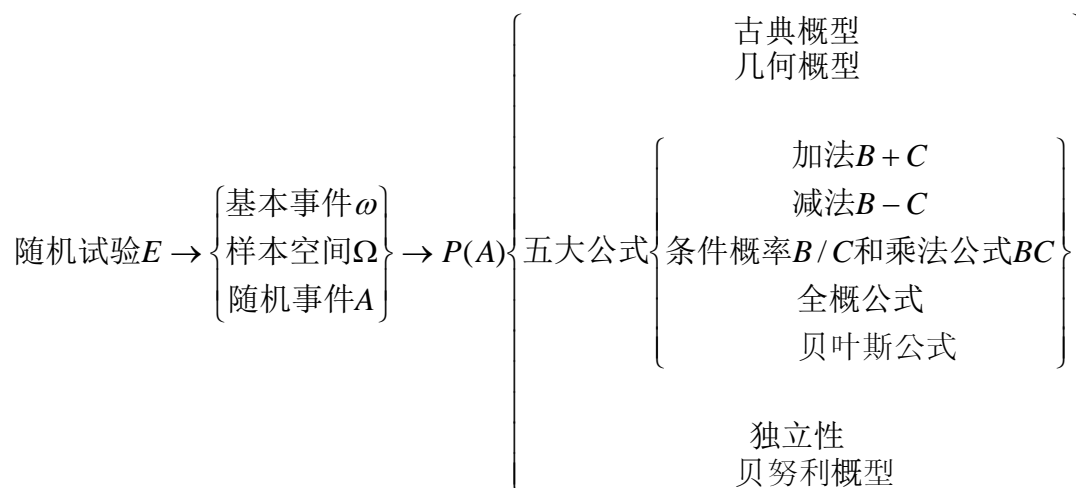 古典概型
几何概型
加法B + C
减法B − C
基本事件ω
随机试验E → 样本空间Ω → P(A) 五大公式 条件概率B / C和乘法公式BC
随机事件A
全概公式
贝叶斯公式
独立性
贝努利概型